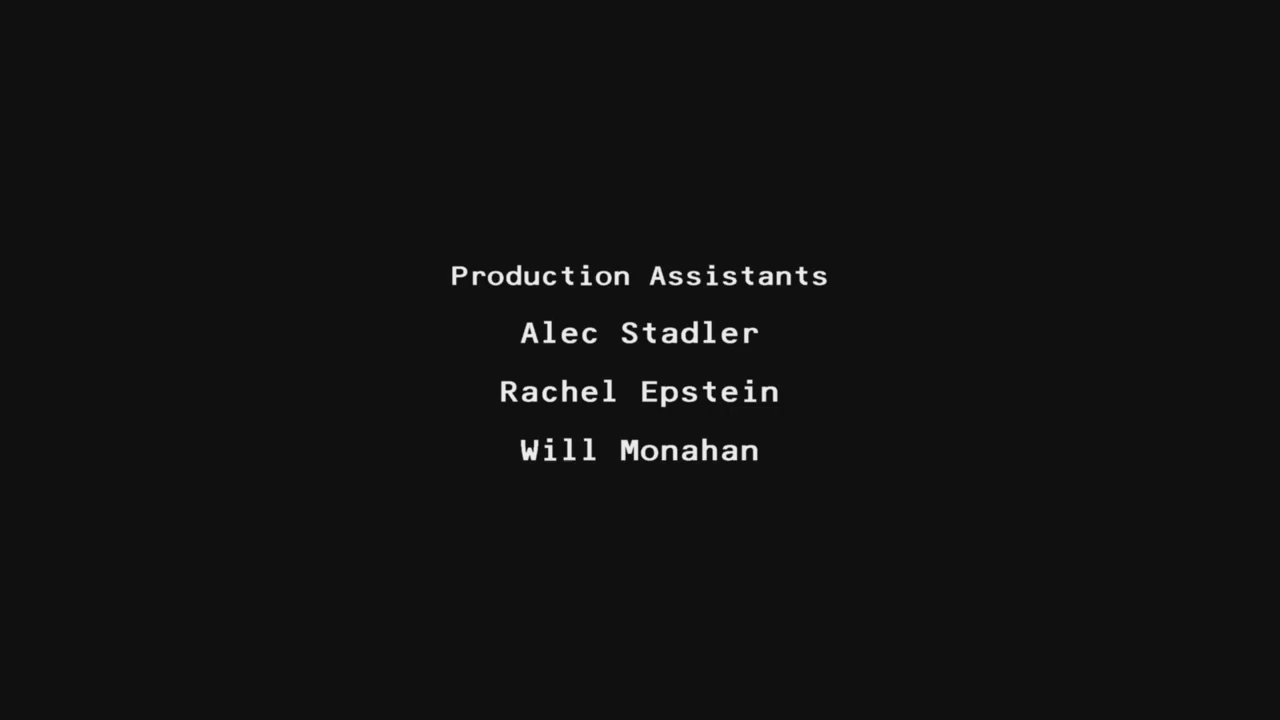 Production Assistants
Alec Stadler
Rachel Epstein
Will Monahan